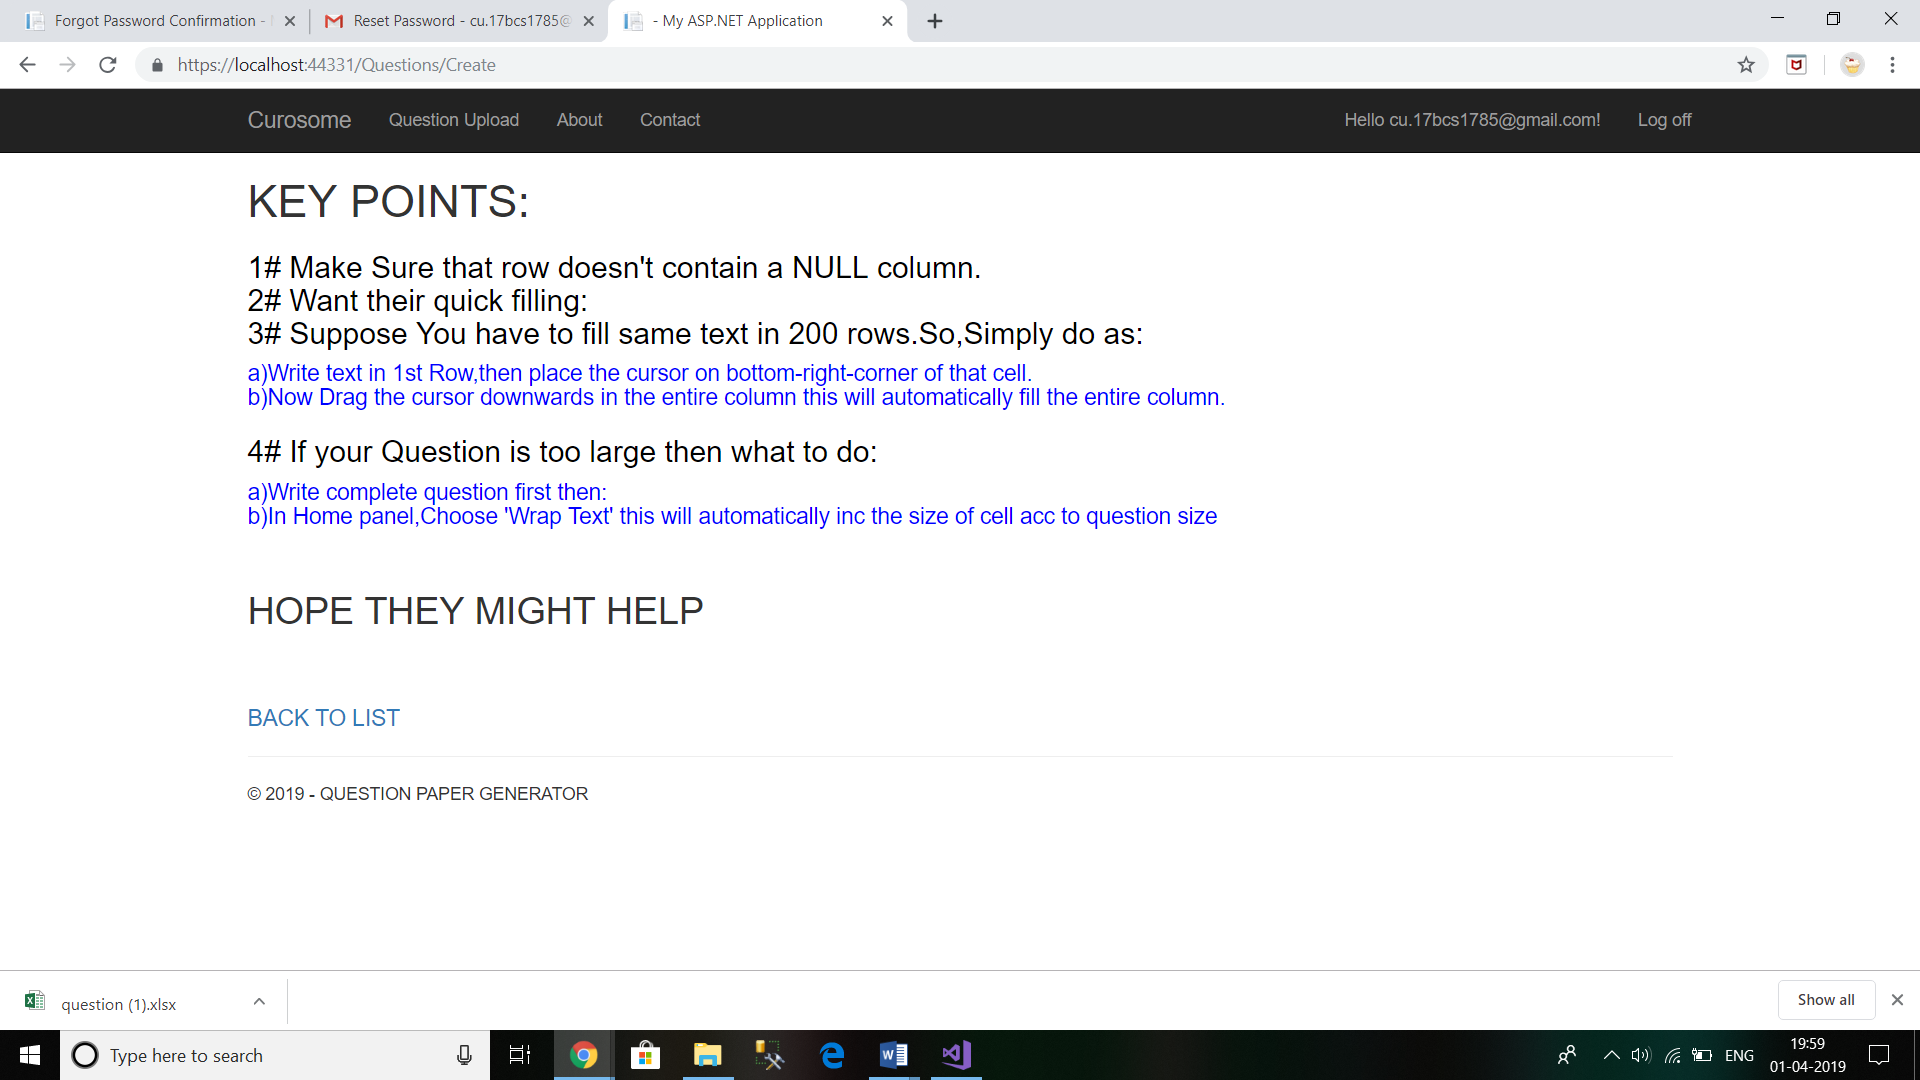 Forgot Password Confirmation -
Reset Password - cu.17bcs1785@
- My ASP.NET Application
https://localhost:44331/Questions/Create
Curosome
Question Upload
About
Contact
Hello cu.17bcs1785@gmail.com!
Log off
KEY POINTS:
1# Make Sure that row doesn't contain a NULL column.
2# Want their quick filling:
3# Suppose You have to fill same text in 200 rows.So,Simply do as:
a)Write text in 1st Row,then place the cursor on bottom-right-corner of that cell.
b)Now Drag the cursor downwards in the entire column this will automatically fill the entire column.
4# If your Question is too large then what to do:
a)Write complete question first then:
b)In Home panel,Choose 'Wrap Text' this will automatically inc the size of cell acc to question size
HOPE THEY MIGHT HELP
BACK TO LIST
© 2019 - QUESTION PAPER GENERATOR
question (1).xlsx
Show all
Type here to search
ENG
19:59
01-04-2019